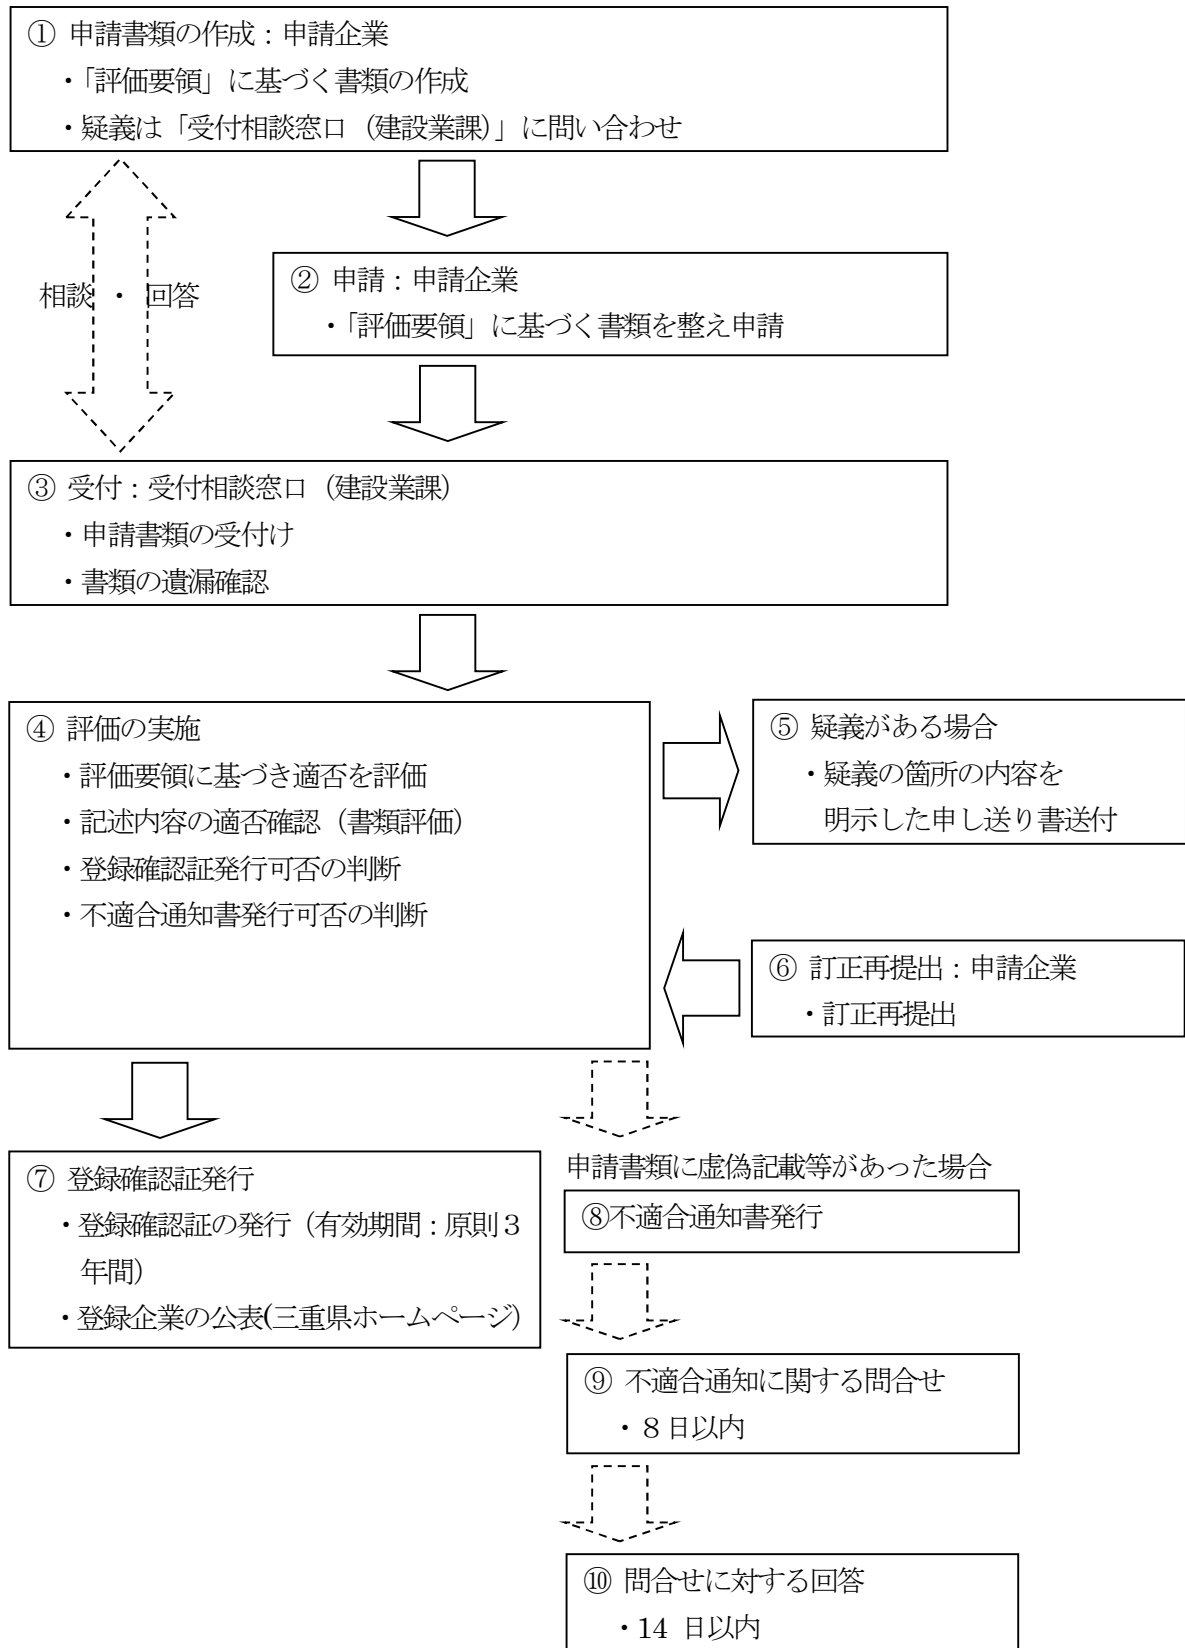 ① 申請書類の作成：申請企業
・「評価要領」に基づく書類の作成
・疑義は「受付相談窓口（建設業課）」に問い合わせ
相談 ・ 回答
② 申請：申請企業
・「評価要領」に基づく書類を整え申請
③ 受付：受付相談窓口（建設業課）
・申請書類の受付け
・書類の遺漏確認
④ 評価の実施
・評価要領に基づき適否を評価
・記述内容の適否確認（書類評価）
・登録確認証発行可否の判断
・不適合通知書発行可否の判断
⑤ 疑義がある場合
・疑義の箇所の内容を
明示した申し送り書送付
⑥ 訂正再提出：申請企業
・訂正再提出
⑦ 登録確認証発行
・登録確認証の発行（有効期間：原則３
年間）
・登録企業の公表(三重県ホームページ)
申請書類に虚偽記載等があった場合
⑧不適合通知書発行
⑨ 不適合通知に関する問合せ
・８日以内
⑩ 問合せに対する回答
・14 日以内